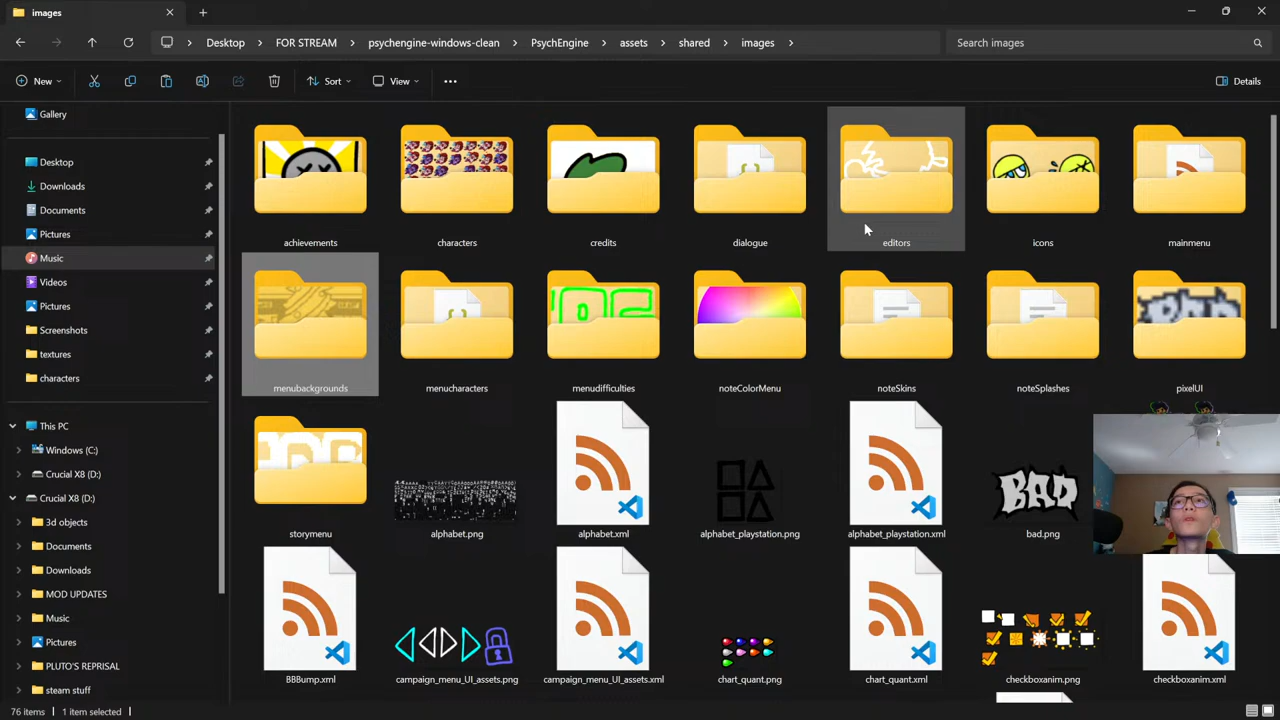 images
Desktop > FOR STREAM > psychengine-windows-clean > PsychEngine > assets > shared > images >
Search images
New
Sort
View
Details
Gallery
Desktop
Downloads
Documents
Pictures
Music
Videos
Pictures
Screenshots
textures
characters
This PC
Windows (C:)
Crucial X8 (D:)
Crucial X8 (D:)
3d objects
Documents
Downloads
MOD UPDATES
Music
Pictures
PLUTO'S REPRISAL
steam stuff
achievements
characters
credits
dialogue
editors
icons
mainmenu
menubackgrounds
menucharacters
menudifficulties
noteColorMenu
noteSkins
noteSplashes
pixelUI
storymenu
alphabet.png
alphabet.xml
alphabet_playstation.png
alphabet_playstation.xml
BAD
bad.png
BBBump.xml
campaign_menu_UI_assets.png
campaign_menu_UI_assets.xml
chart_quant.png
chart_quant.xml
checkboxanim.png
checkboxanim.xml
76 items
1 item selected